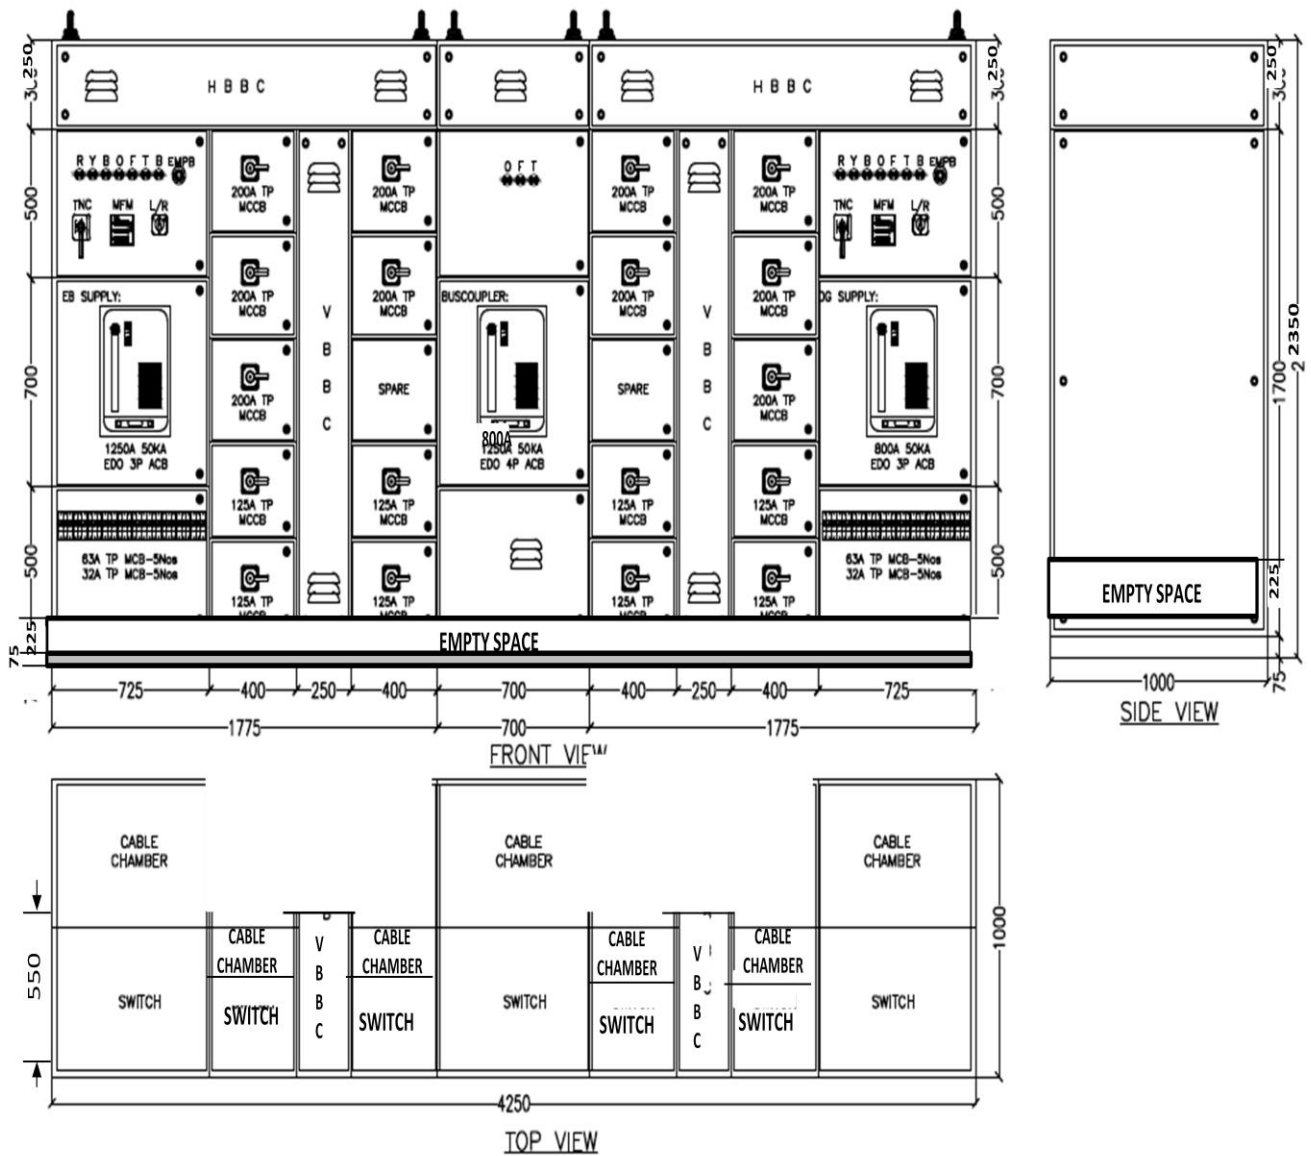 250
250
250
H B B C
H B B C
R Y B O F T B EMPB
TNC MFM L/R
200A TP
MCCB
200A TP
MCCB
O F T
200A TP
MCCB
200A TP
MCCB
R Y B O F T B EMPB
TNC MFM L/R
500
500
EB SUPPLY:
200A TP
MCCB
V
B
B
C
200A TP
MCCB
BUSCOUPLER:
200A TP
MCCB
V
B
B
C
200A TP
MCCB
DG SUPPLY:
2350
700
200A TP
MCCB
SPARE
SPARE
200A TP
MCCB
700
1700
1250A 50KA
EDO 3P ACB
800A
1250A 50KA
EDO 4P ACB
800A 50KA
EDO 3P ACB
125A TP
MCCB
125A TP
MCCB
125A TP
MCCB
125A TP
MCCB
500
63A TP MCB-5Nos
32A TP MCB-5Nos
63A TP MCB-5Nos
32A TP MCB-5Nos
500
125A TP
125A TP
125A TP
125A TP
EMPTY SPACE
225
225
EMPTY SPACE
75
75
725 400 250 400 700 400 250 400 725
1000
1775 700 1775
SIDE VIEW
FRONT VIEW
CABLE
CHAMBER
CABLE
CHAMBER
CABLE
CHAMBER
550
1000
CABLE
CHAMBER
V
B
B
C
CABLE
CHAMBER
CABLE
CHAMBER
V
B
B
C
CABLE
CHAMBER
SWITCH
SWITCH
SWITCH
SWITCH
SWITCH
SWITCH
SWITCH
4250
TOP VIEW